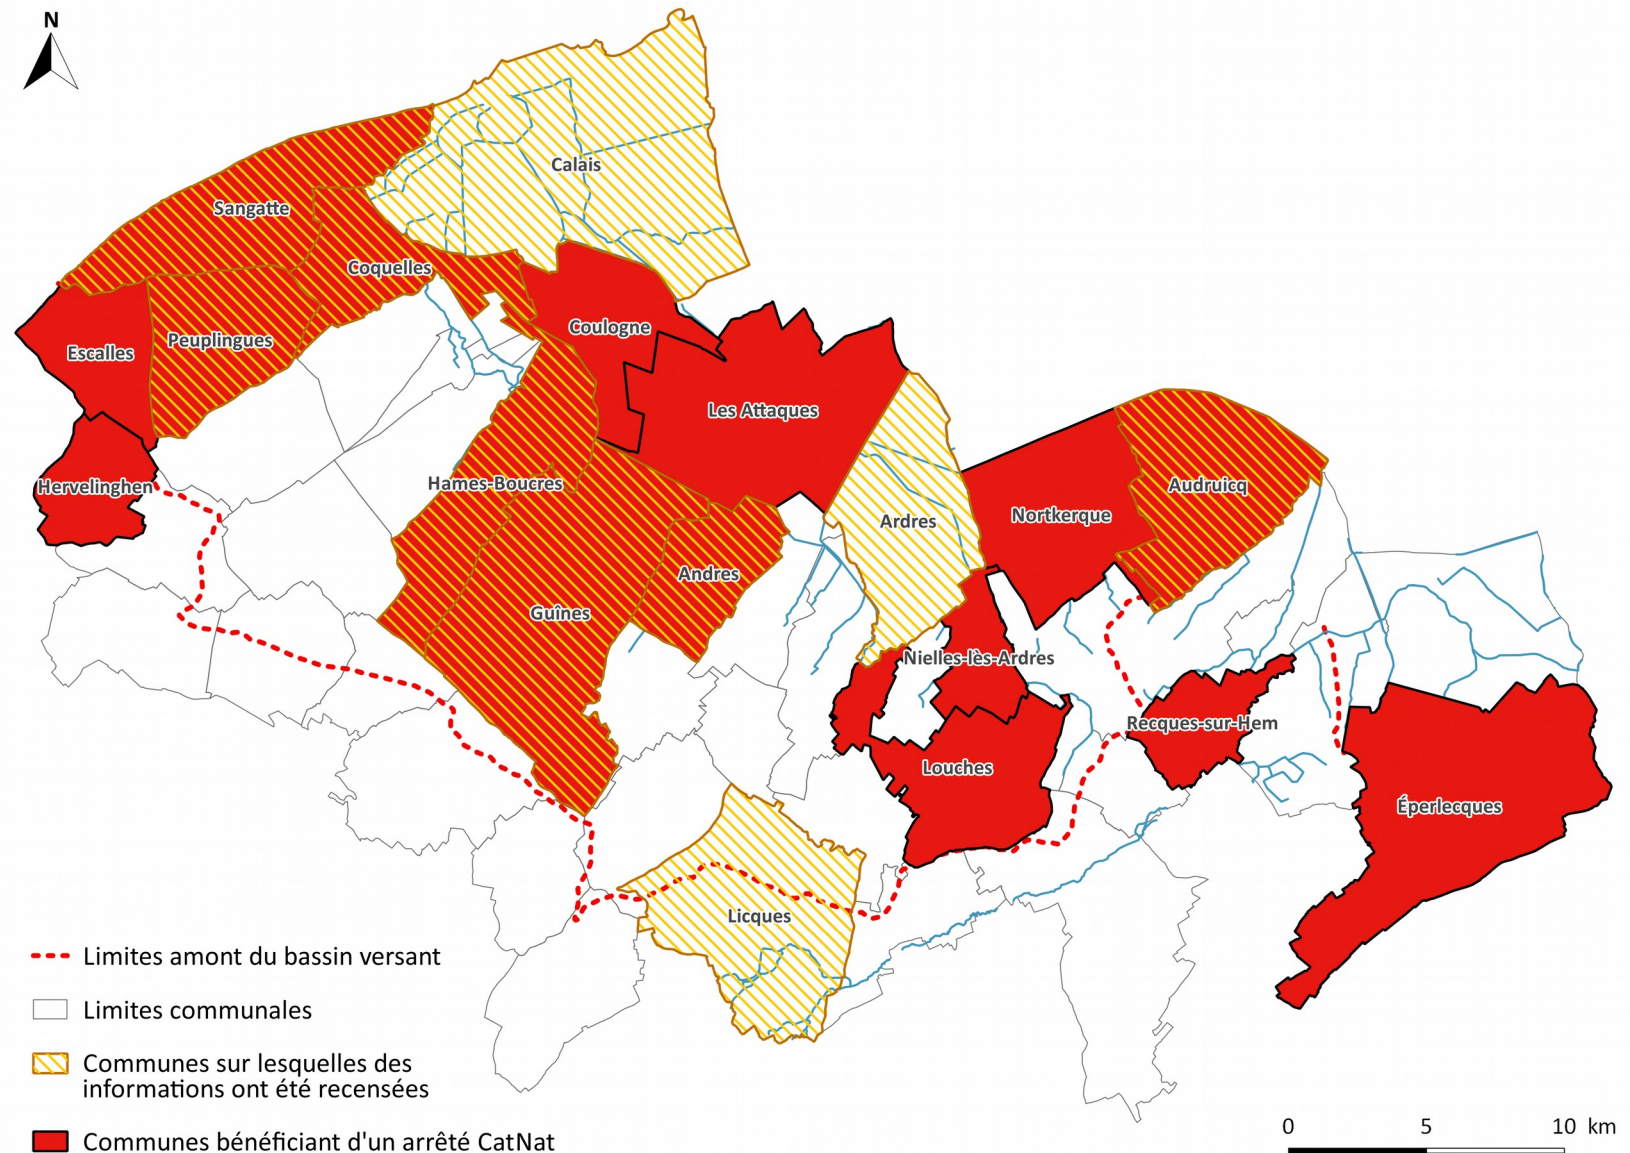 N
Calais
Sangatte
Coquelles
Coulogne
Peuplingues
Escalles
Les Attaques
Hames-Boucres
Audruicq
Hervelinghen
Nortkerque
Ardres
Andres
Guînes
Nielles-lès-Ardres
Recques-sur-Hem
Louches
Éperlecques
Licques
Limites amont du bassin versant
Limites communales
Communes sur lesquelles des
informations ont été recensées
Communes bénéficiant d'un arrêté CatNat
0 5 10 km